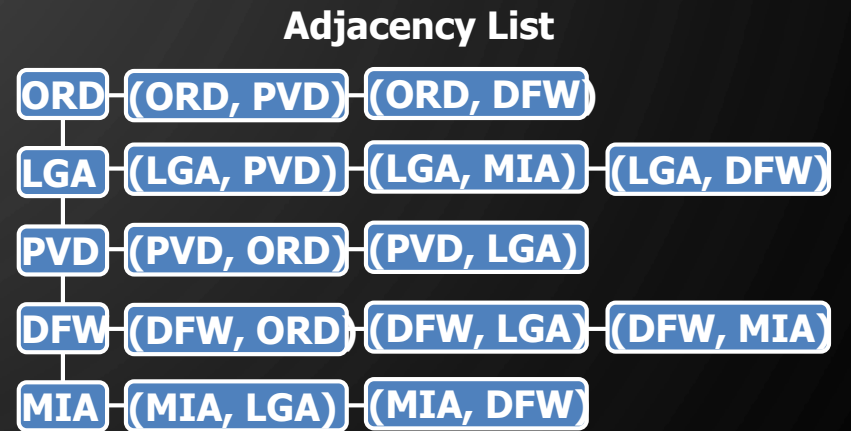 Adjacency List
ORD (ORD, PVD) (ORD, DFW)
LGA (LGA, PVD) (LGA, MIA) (LGA, DFW)
PVD (PVD, ORD) (PVD, LGA)
DFW (DFW, ORD) (DFW, LGA) (DFW, MIA)
MIA (MIA, LGA) (MIA, DFW)